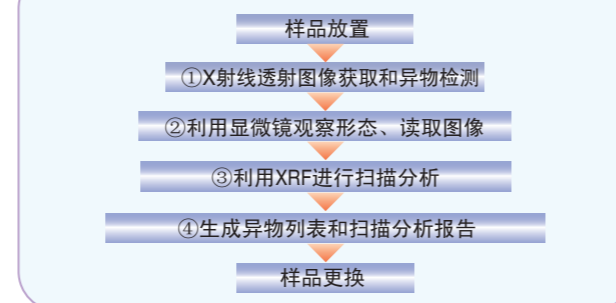 样品放置
①X射线透射图像获取和异物检测
②利用显微镜观察形态、读取图像
③利用XRF进行扫描分析
④生成异物列表和扫描分析报告
样品更换